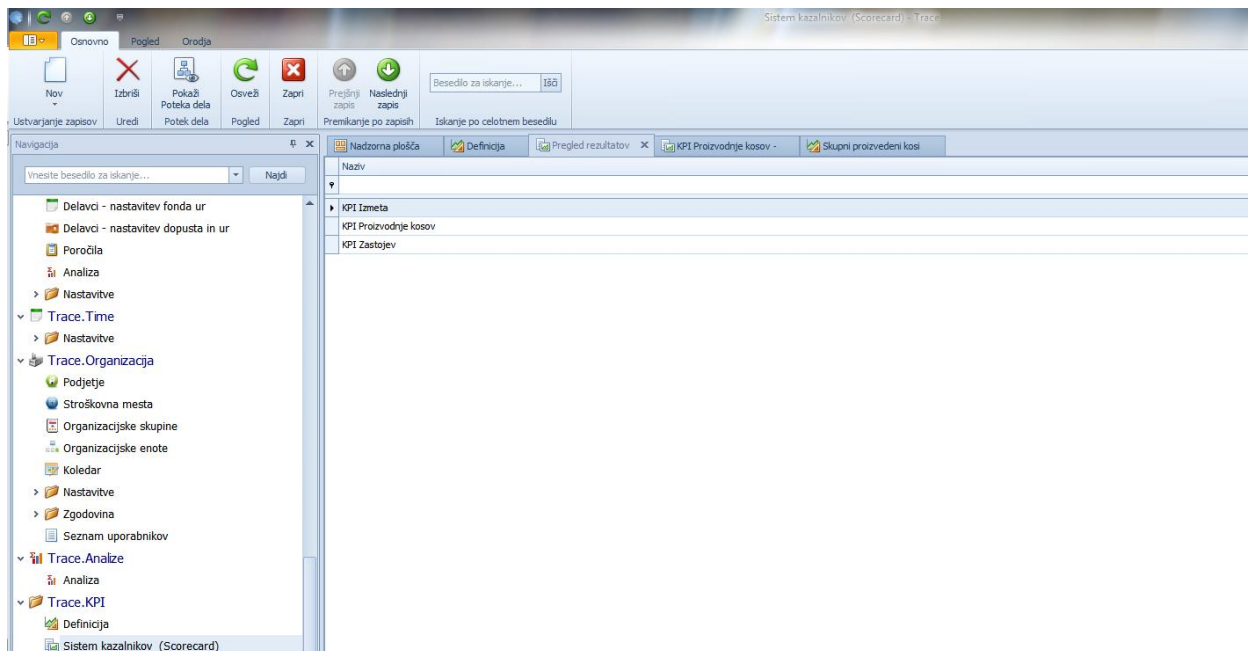 Sistem kazalnikov (Scorecard) - Trace
Osnovno Pogled Orodja
Nov Izbriši Pokaži Poteka dela Osveži Zapri Prejšnji zapis Naslednji zapis Besedilo za iskanje... Išči
Ustvarjanje zapisov Uredi Potek dela Pogled Zapri Premikanje po zapisih Iskanje po celotnem besedilu
Navigacija
Vnesite besedilo za iskanje... Najdi
Delavci - nastavitev fonda ur
Delavci - nastavitev dopusta in ur
Poročila
Analiza
Nastavitve
Trace.Time
Nastavitve
Trace.Organizacija
Podjetje
Stroškovna mesta
Organizacijske skupine
Organizacijske enote
Koledar
Nastavitve
Zgodovina
Seznam uporabnikov
Trace.Analize
Analiza
Trace.KPI
Definicija
Sistem kazalnikov (Scorecard)
Nadzorna plošča Definicija Pregled rezultatov KPI Proizvodnje kosov - Skupni proizvedeni kosi
Naziv
KPI Izmeta
KPI Proizvodnje kosov
KPI Zastojev